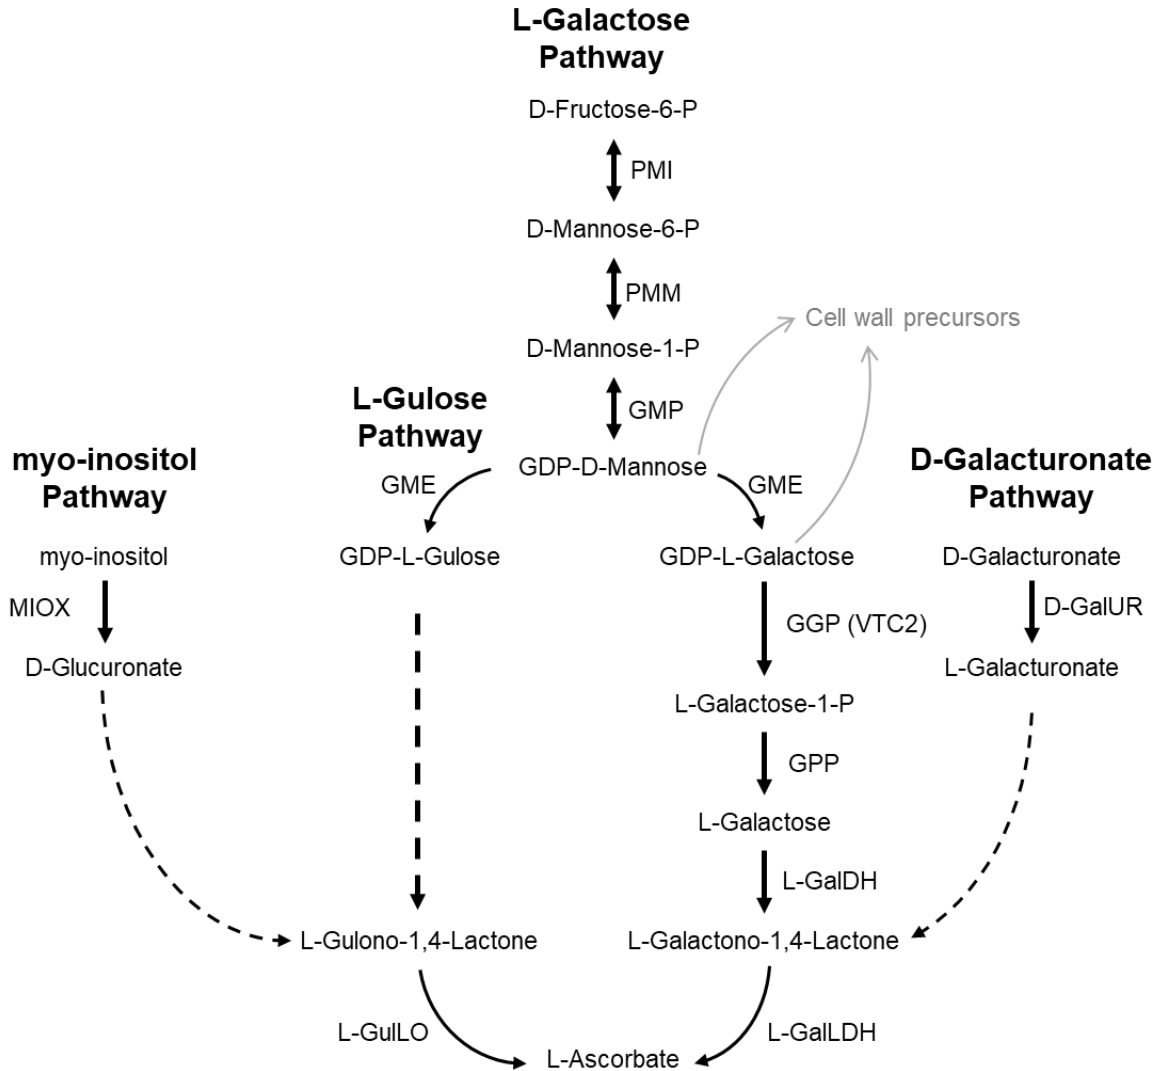 L-Galactose
Pathway
D-Fructose-6-P
PMI
D-Mannose-6-P
PMM
Cell wall precursors
D-Mannose-1-P
L-Gulose
Pathway
GMP
myo-inositol
Pathway
GDP-D-Mannose
D-Galacturonate
Pathway
GME
GME
myo-inositol
GDP-L-Gulose
GDP-L-Galactose
D-Galacturonate
MIOX
GGP (VTC2)
D-GalUR
D-Glucuronate
L-Galacturonate
L-Galactose-1-P
GPP
L-Galactose
L-GalDH
L-Gulono-1,4-Lactone
L-Galactono-1,4-Lactone
L-GulLO
L-GalLDH
L-Ascorbate